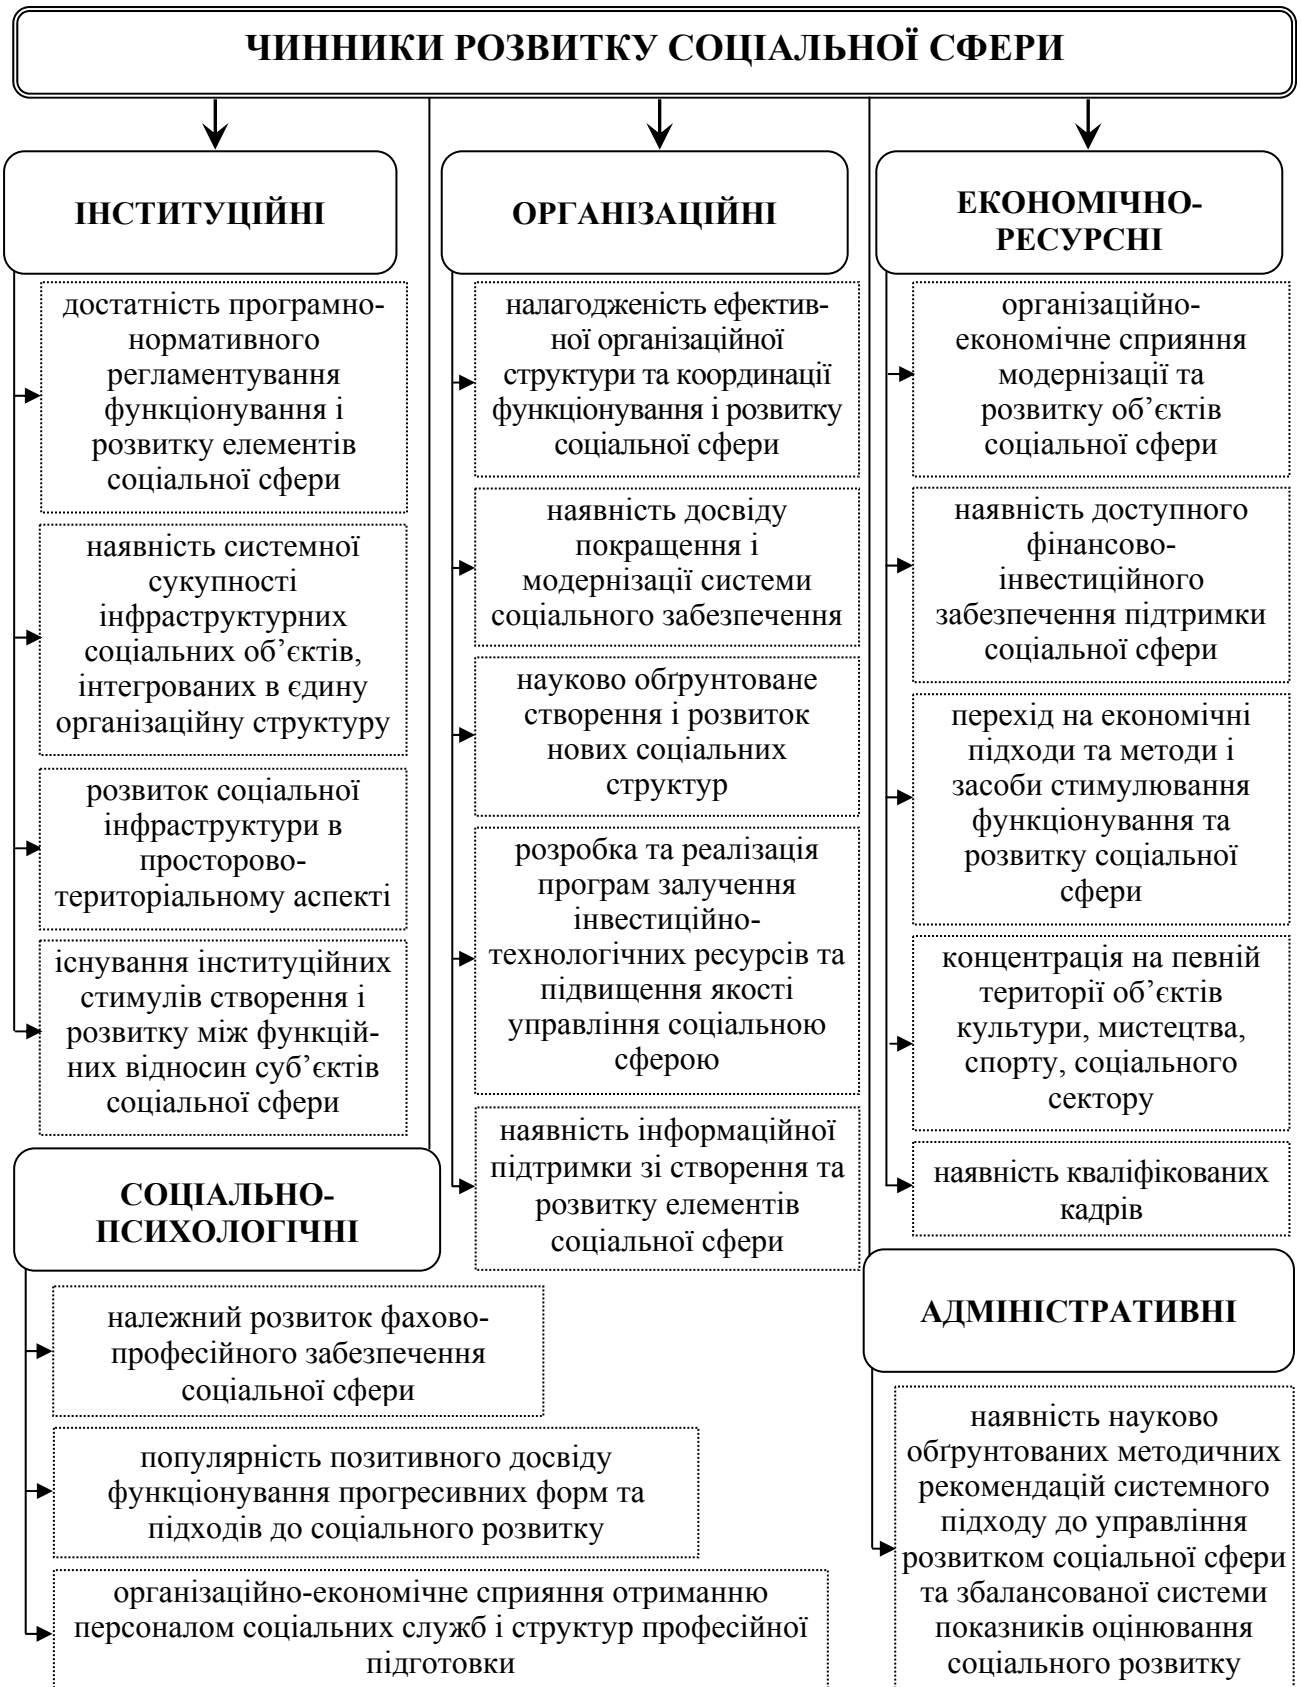 ЧИННИКИ РОЗВИТКУ СОЦІАЛЬНОЇ СФЕРИ
ІНСТИТУЦІЙНІ
достатність програмно-
нормативного
регламентування
функціонування і
розвитку елементів
соціальної сфери
наявність системної
сукупності
інфраструктурних
соціальних об’єктів,
інтегрованих в єдину
організаційну структуру
розвиток соціальної
інфраструктури в
просторово-
територіальному аспекті
існування інституційних
стимулів створення і
розвитку між функцій-
них відносин суб’єктів
соціальної сфери
ОРГАНІЗАЦІЙНІ
налагодженість ефектив-
ної організаційної
структури та координації
функціонування і розвитку
соціальної сфери
наявність досвіду
покращення і
модернізації системи
соціального забезпечення
науково обґрунтоване
створення і розвиток
нових соціальних
структур
розробка та реалізація
програм залучення
інвестиційно-
технологічних ресурсів та
підвищення якості
управління соціальною
сферою
наявність інформаційної
підтримки зі створення та
розвитку елементів
соціальної сфери
ЕКОНОМІЧНО-
РЕСУРСНІ
організаційно-
економічне сприяння
модернізації та
розвитку об’єктів
соціальної сфери
наявність доступного
фінансово-
інвестиційного
забезпечення підтримки
соціальної сфери
перехід на економічні
підходи та методи і
засоби стимулювання
функціонування та
розвитку соціальної
сфери
концентрація на певній
території об’єктів
культури, мистецтва,
спорту, соціального
сектору
наявність кваліфікованих
кадрів
СОЦІАЛЬНО-
ПСИХОЛОГІЧНІ
належний розвиток фахово-
професійного забезпечення
соціальної сфери
популярність позитивного досвіду
функціонування прогресивних форм та
підходів до соціального розвитку
організаційно-економічне сприяння отриманню
персоналом соціальних служб і структур професійної
підготовки
АДМІНІСТРАТИВНІ
наявність науково
обґрунтованих методичних
рекомендацій системного
підходу до управління
розвитком соціальної сфери
та збалансованої системи
показників оцінювання
соціального розвитку